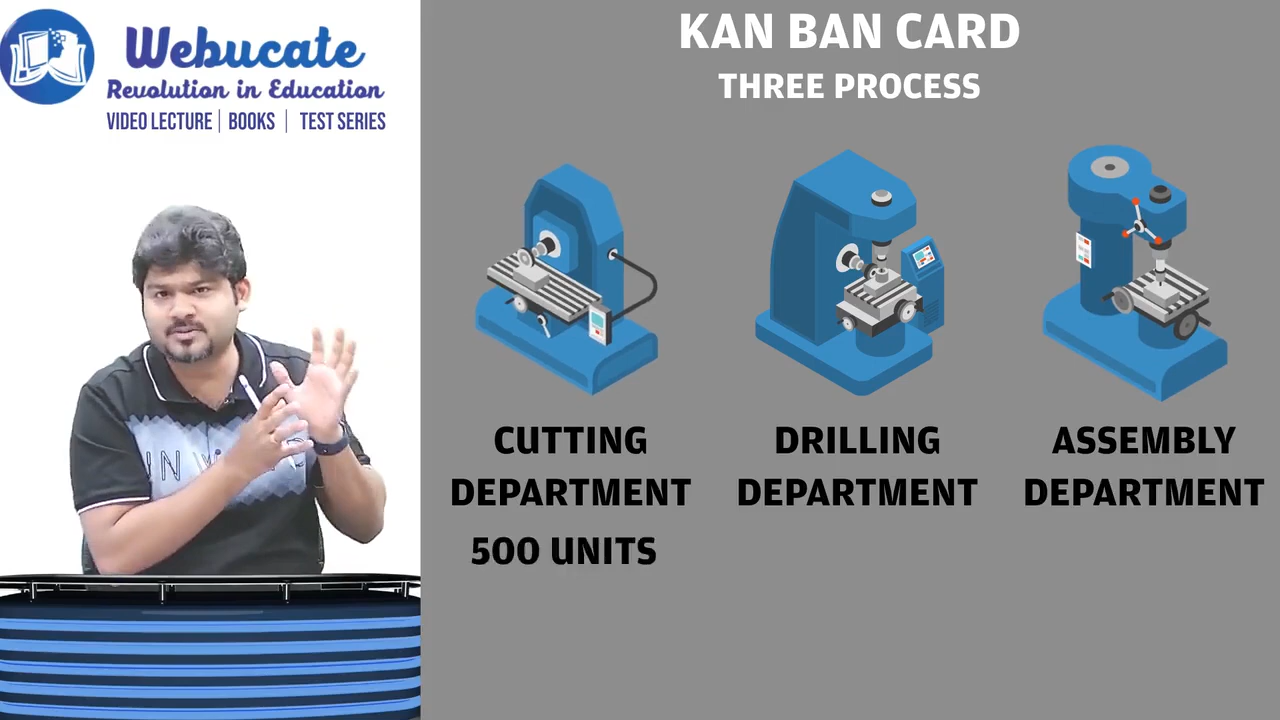 Webucate
Revolution in Education
VIDEO LECTURE | BOOKS | TEST SERIES
KAN BAN CARD
THREE PROCESS
CUTTING
DEPARTMENT
500 UNITS
DRILLING
DEPARTMENT
ASSEMBLY
DEPARTMENT